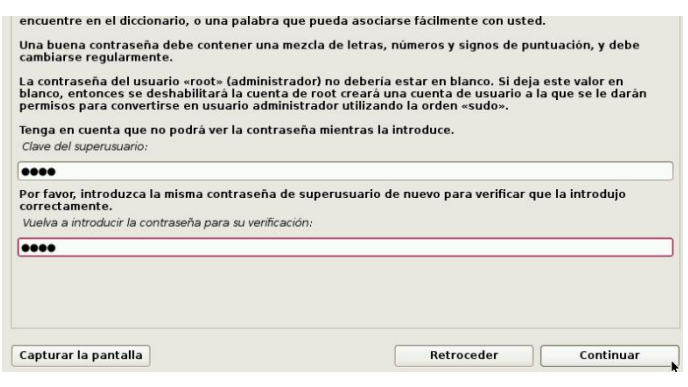 encuentre en el diccionario, o una palabra que pueda asociarse fácilmente con usted.
Una buena contraseña debe contener una mezcla de letras, números y signos de puntuación, y debe
cambiarse regularmente.
La contraseña del usuario «root» (administrador) no debería estar en blanco. Si deja este valor en
blanco, entonces se deshabilitará la cuenta de root creará una cuenta de usuario a la que se le darán
permisos para convertirse en usuario administrador utilizando la orden «sudo».
Tenga en cuenta que no podrá ver la contraseña mientras la introduce.
Clave del superusuario:
●●●●
Por favor, introduzca la misma contraseña de superusuario de nuevo para verificar que la introdujo
correctamente.
Vuelva a introducir la contraseña para su verificación:
●●●●
Capturar la pantalla
Retroceder
Continuar